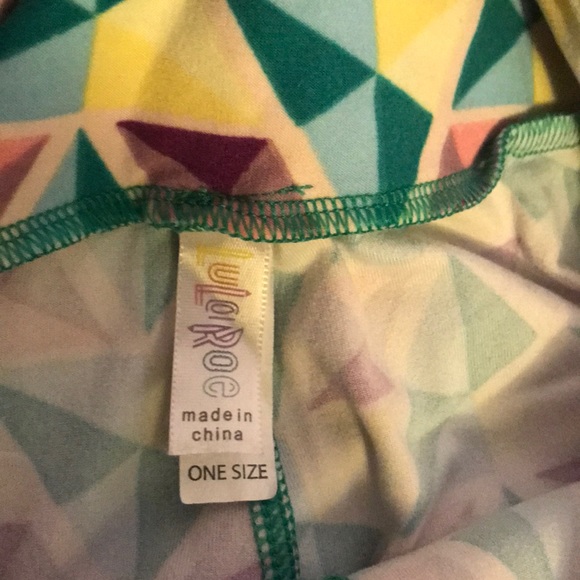 LuLaRoe
made in
china
ONE SIZE